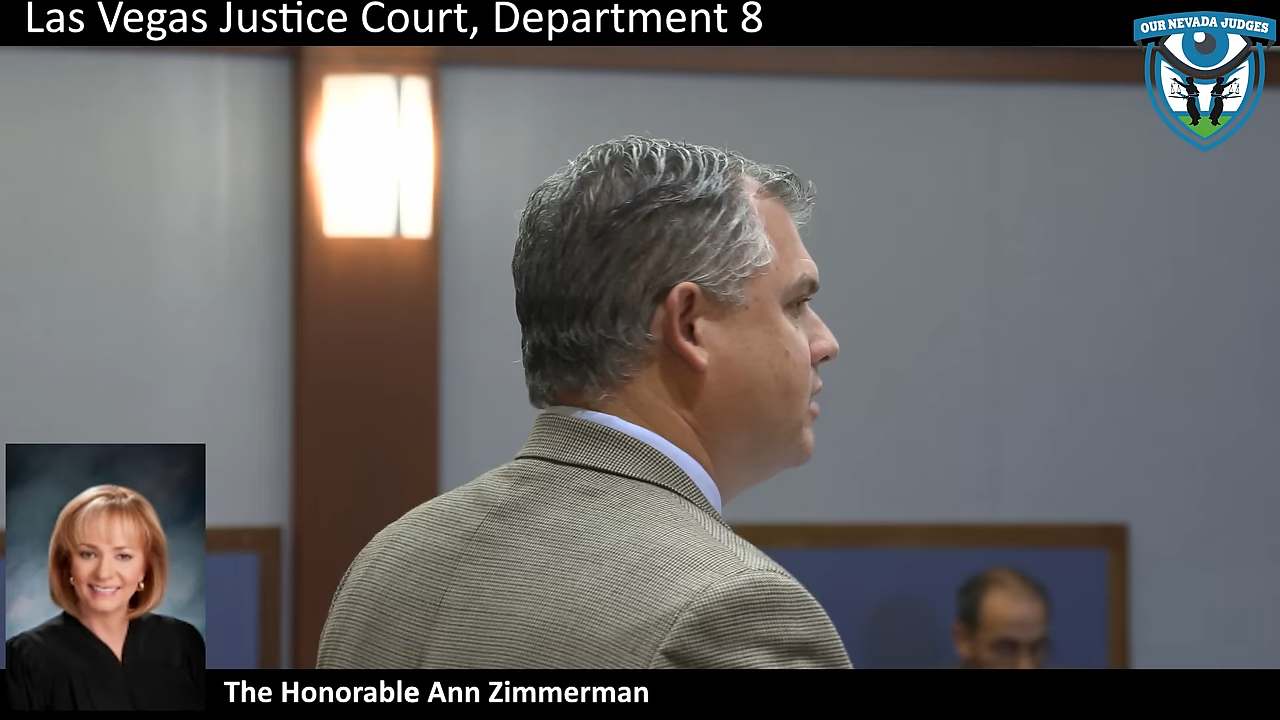 Las Vegas Justice Court, Department 8
OUR NEVADA JUDGES
The Honorable Ann Zimmerman